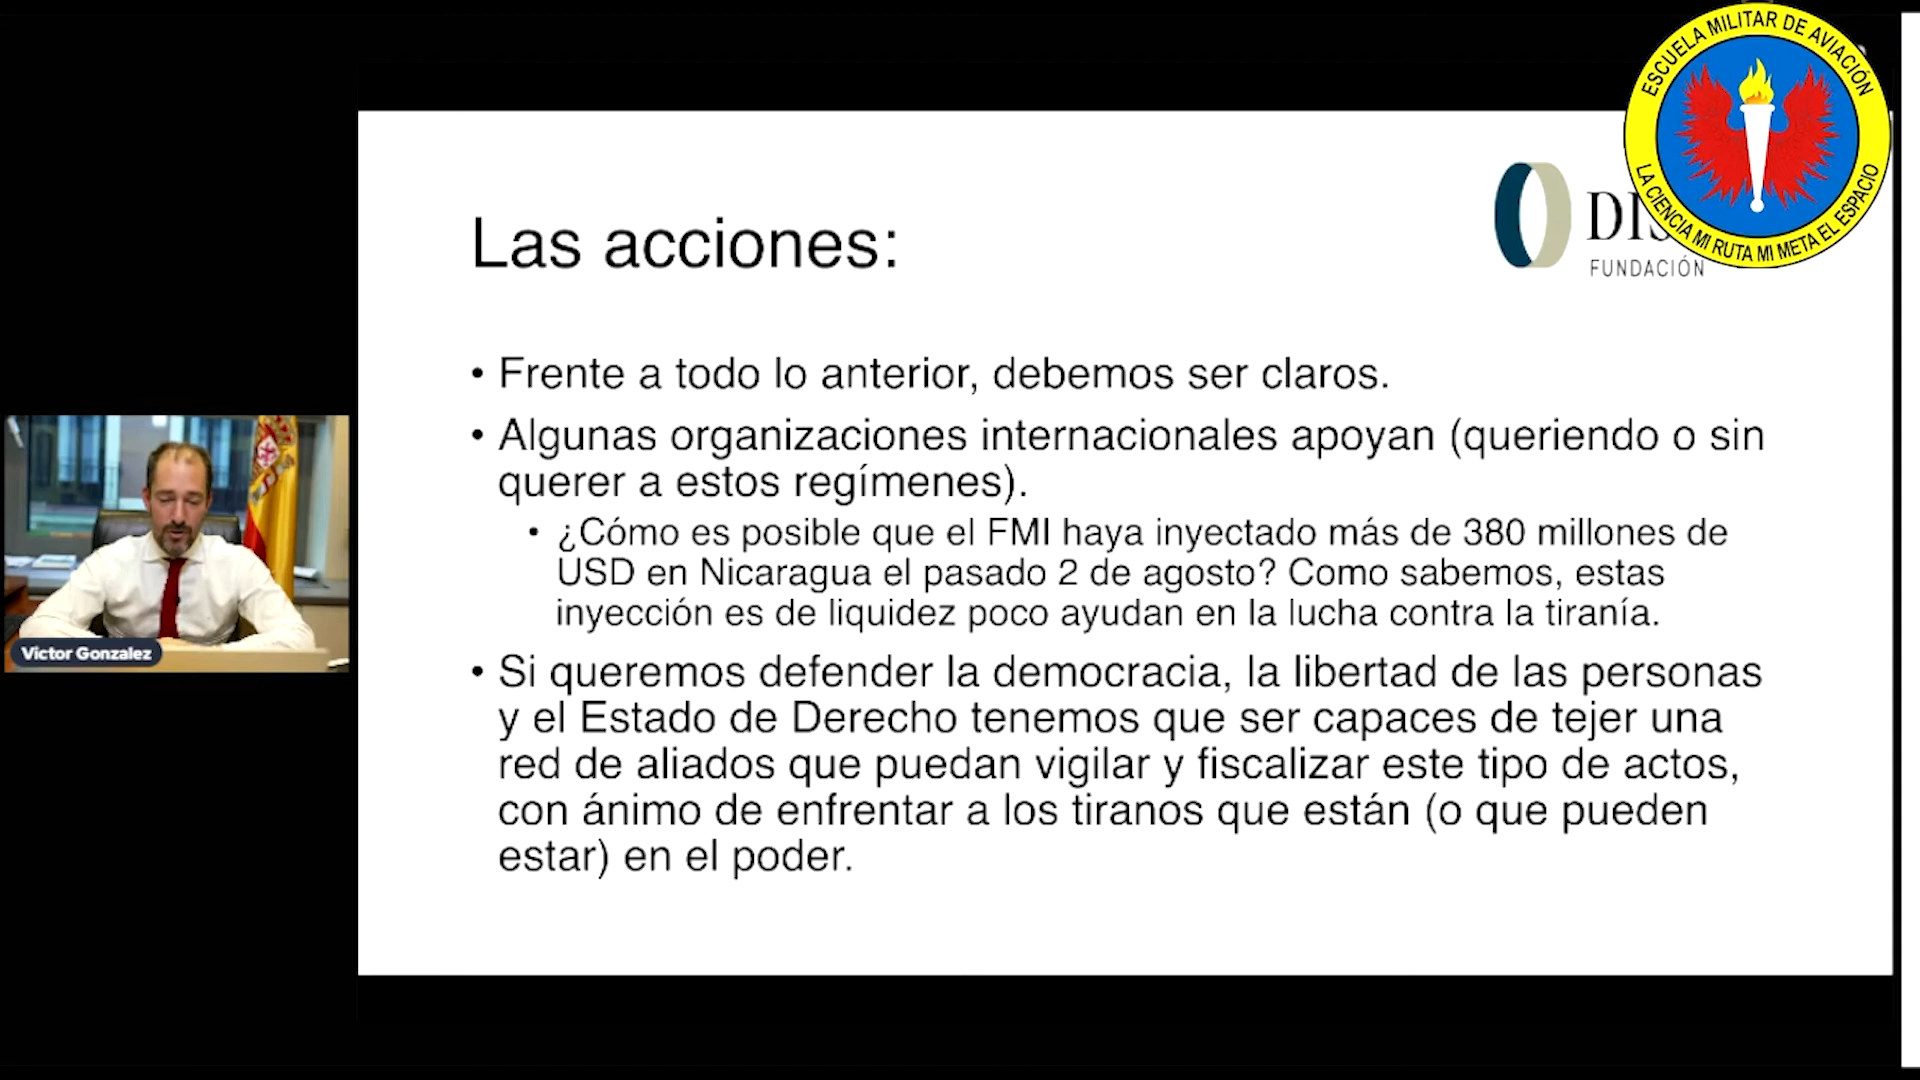 ESCUELA MILITAR DE AVIACIÓN
LA CIENCIA MI RUTA MI META EL ESPACIO
FUNDACIÓN
Las acciones:
• Frente a todo lo anterior, debemos ser claros.
• Algunas organizaciones internacionales apoyan (queriendo o sin
querer a estos regímenes).
• ¿Cómo es posible que el FMI haya inyectado más de 380 millones de
USD en Nicaragua el pasado 2 de agosto? Como sabemos, estas
inyección es de liquidez poco ayudan en la lucha contra la tiranía.
• Si queremos defender la democracia, la libertad de las personas
y el Estado de Derecho tenemos que ser capaces de tejer una
red de aliados que puedan vigilar y fiscalizar este tipo de actos,
con ánimo de enfrentar a los tiranos que están (o que pueden
estar) en el poder.
Victor Gonzalez